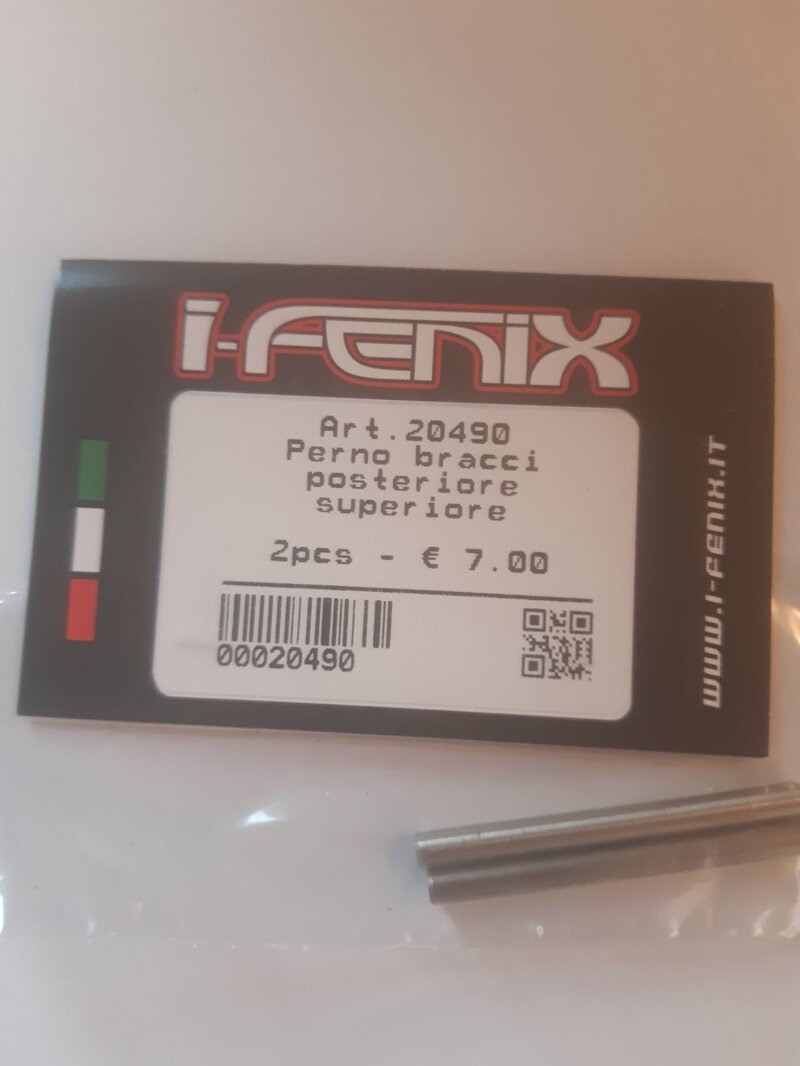 i-FENIX
Art.20490
Perno bracci
posteriore
superiore
2pcs - € 7.00
00020490
WWW.I-FENIX.IT